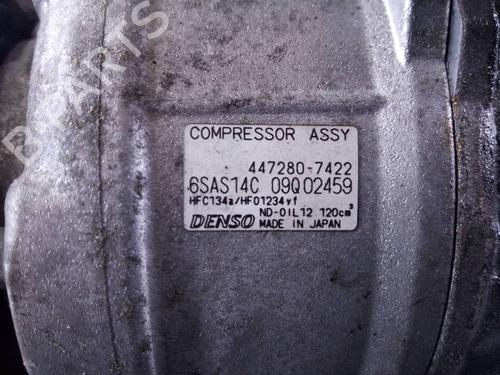 B-PARTS
COMPRESSOR ASSY
447280-7422
6SAS14C 09Q02459
HFC134a/HFO1234yf
ND-OIL12 120cm³
DENSO MADE IN JAPAN